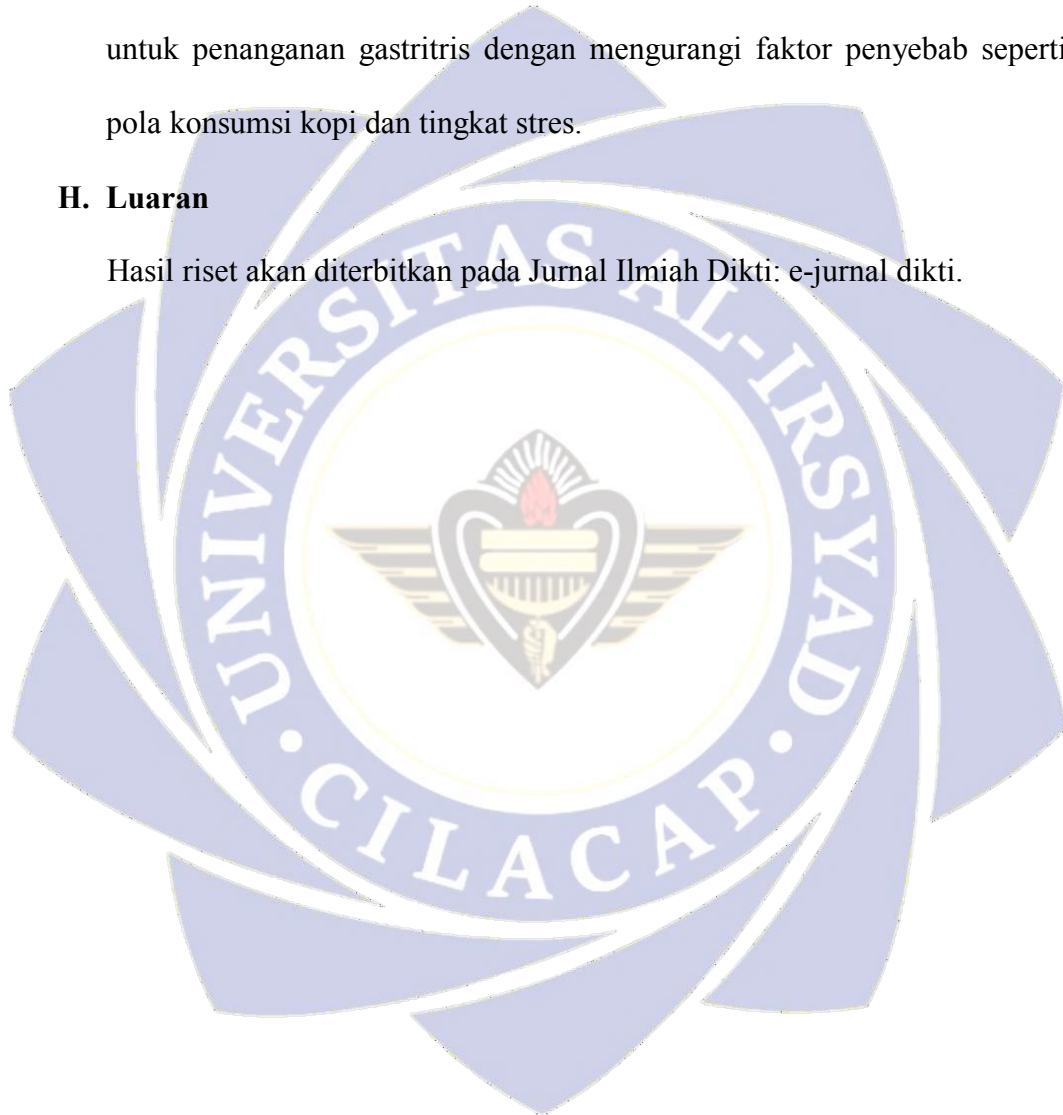 untuk penanganan gastritris dengan mengurangi faktor penyebab seperti
pola konsumsi kopi dan tingkat stres.
H. Luaran
Hasil riset akan diterbitkan pada Jurnal Ilmiah Dikti: e-jurnal dikti.
UNIVERSITAS AL-IRSYAD
• CILACAP •